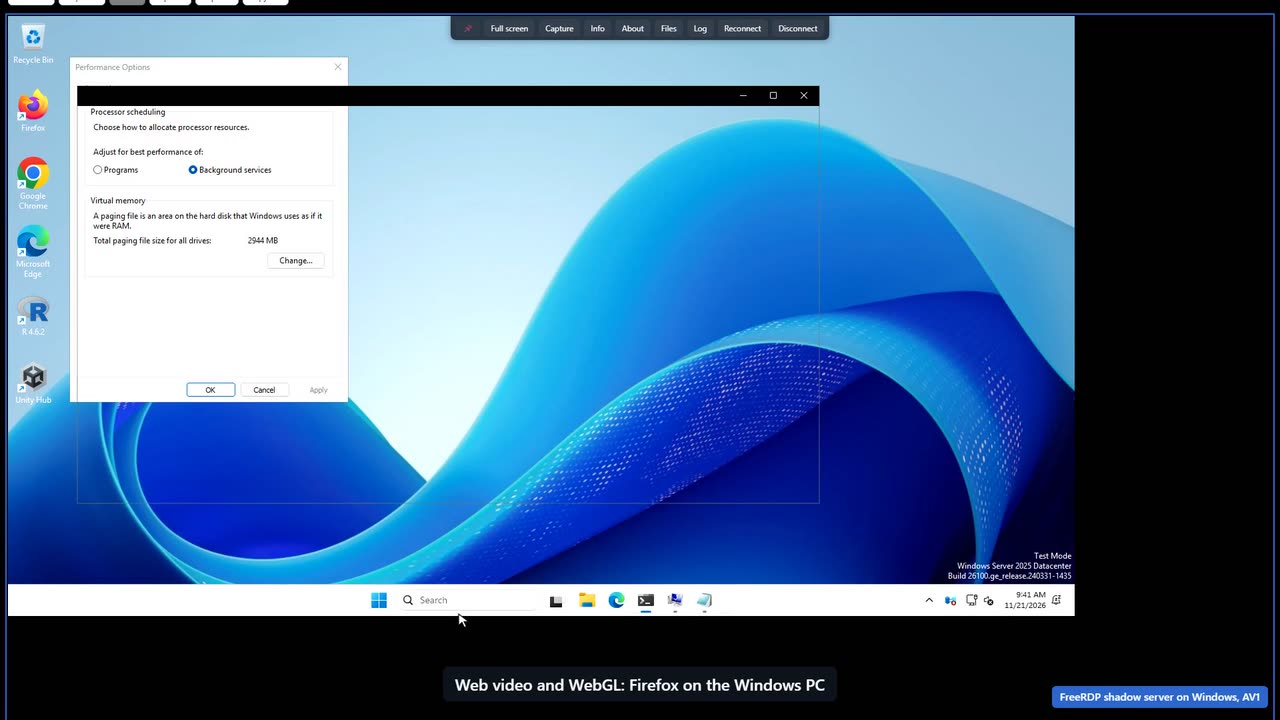 Full screen
Capture
Info
About
Files
Log
Reconnect
Disconnect
Recycle Bin
Firefox
Google
Chrome
Microsoft
Edge
R 4.6.2
Unity Hub
Performance Options
Processor scheduling
Choose how to allocate processor resources.
Adjust for best performance of:
Programs
Background services
Virtual memory
A paging file is an area on the hard disk that Windows uses as if it
were RAM.
Total paging file size for all drives: 2944 MB
Change...
OK
Cancel
Apply
Test Mode
Windows Server 2025 Datacenter
Build 26100.ge_release.240331-1435
Search
9:41 AM
11/21/2026
Web video and WebGL: Firefox on the Windows PC
FreeRDP shadow server on Windows, AV1